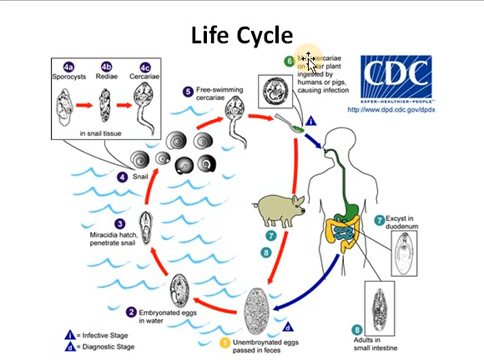 Life Cycle
4a
4b
4c
Sporocysts
Rediae
Cercariae
in snail tissue
5
Free-swimming
cercariae
6
on plant
ingested by
humans or pigs,
causing infection
CDC
SAFER·HEALTHIER·PEOPLE™
http://www.dpd.cdc.gov/dpdx
i
4
Snail
3
Miracidia hatch,
penetrate snail
7
8
7
Excyst in
duodenum
2
Embryonated eggs
in water
d
8
Adults in
small intestine
i = Infective Stage
d = Diagnostic Stage
1
Unembryonated eggs
passed in feces